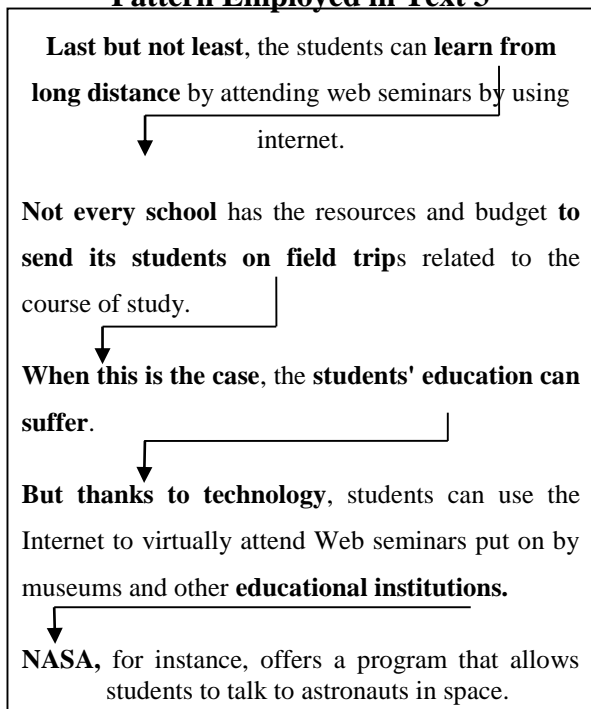 Pattern Employed in Text 3
Last but not least, the students can learn from
long distance by attending web seminars by using
internet.
Not every school has the resources and budget to
send its students on field trips related to the
course of study.
When this is the case, the students' education can
suffer.
But thanks to technology, students can use the
Internet to virtually attend Web seminars put on by
museums and other educational institutions.
NASA, for instance, offers a program that allows
students to talk to astronauts in space.